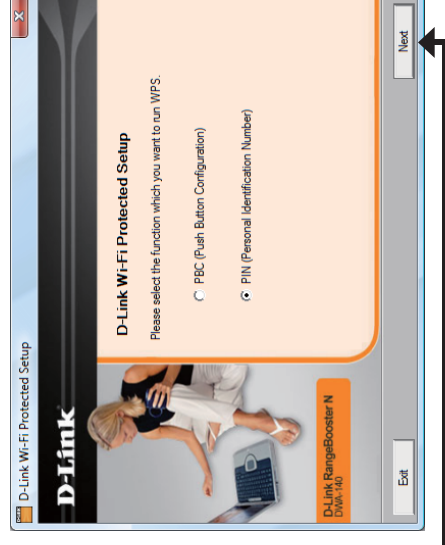 D-Link Wi-Fi Protected Setup
D-Link
D-Link Wi-Fi Protected Setup
Please select the function which you want to run WPS.
PBC (Push Button Configuration)
PIN (Personal Identification Number)
D-Link RangeBooster N
DWA-140
Exit
Next